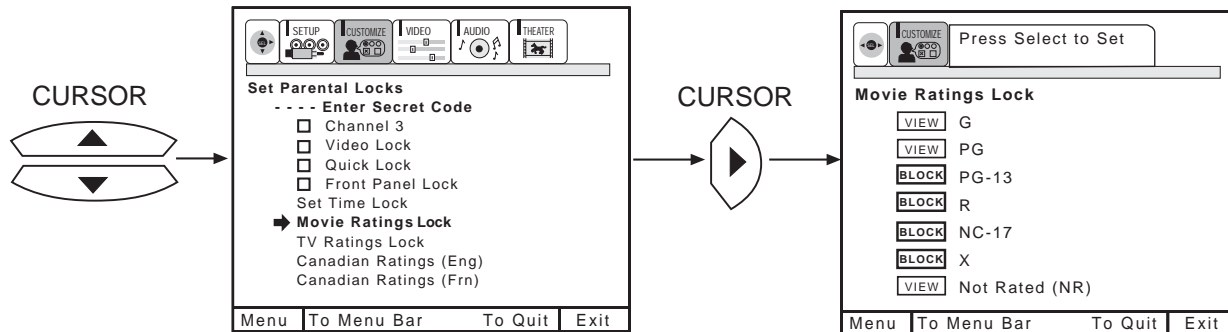 CURSOR
SETUP CUSTOMIZE VIDEO AUDIO THEATER
Set Parental Locks
- - - - Enter Secret Code
Channel 3
Video Lock
Quick Lock
Front Panel Lock
Set Time Lock
Movie Ratings Lock
TV Ratings Lock
Canadian Ratings (Eng)
Canadian Ratings (Frn)
Menu To Menu Bar To Quit Exit
CURSOR
CUSTOMIZE Press Select to Set
Movie Ratings Lock
VIEW G
VIEW PG
BLOCK PG-13
BLOCK R
BLOCK NC-17
BLOCK X
VIEW Not Rated (NR)
Menu To Menu Bar To Quit Exit